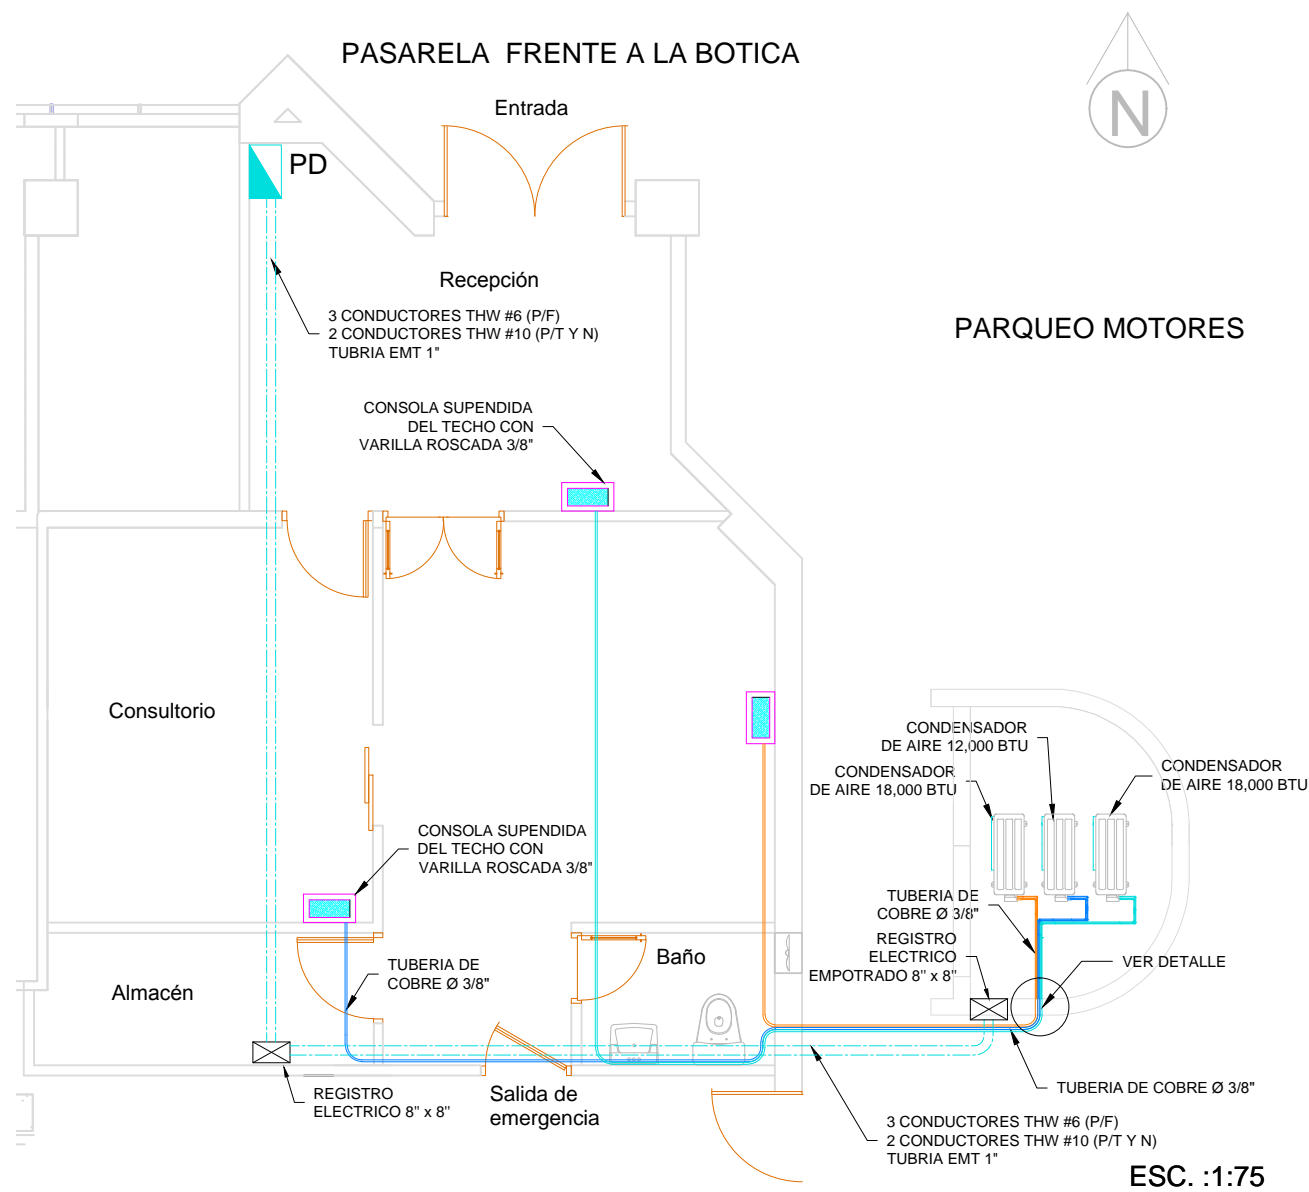 PASARELA FRENTE A LA BOTICA
Entrada
N
PD
Recepción
3 CONDUCTORES THW #6 (P/F)
2 CONDUCTORES THW #10 (P/T Y N)
TUBRIA EMT 1"
PARQUEO MOTORES
CONSOLA SUPENDIDA
DEL TECHO CON
VARILLA ROSCADA 3/8"
Consultorio
CONDENSADOR
DE AIRE 12,000 BTU
CONDENSADOR
DE AIRE 18,000 BTU
CONDENSADOR
DE AIRE 18,000 BTU
CONSOLA SUPENDIDA
DEL TECHO CON
VARILLA ROSCADA 3/8"
TUBERIA DE
COBRE Ø 3/8"
REGISTRO
ELECTRICO
EMPOTRADO 8" x 8"
VER DETALLE
Baño
TUBERIA DE
COBRE Ø 3/8"
Almacén
REGISTRO
ELECTRICO 8" x 8"
Salida de
emergencia
TUBERIA DE COBRE Ø 3/8"
3 CONDUCTORES THW #6 (P/F)
2 CONDUCTORES THW #10 (P/T Y N)
TUBRIA EMT 1"
ESC. :1:75